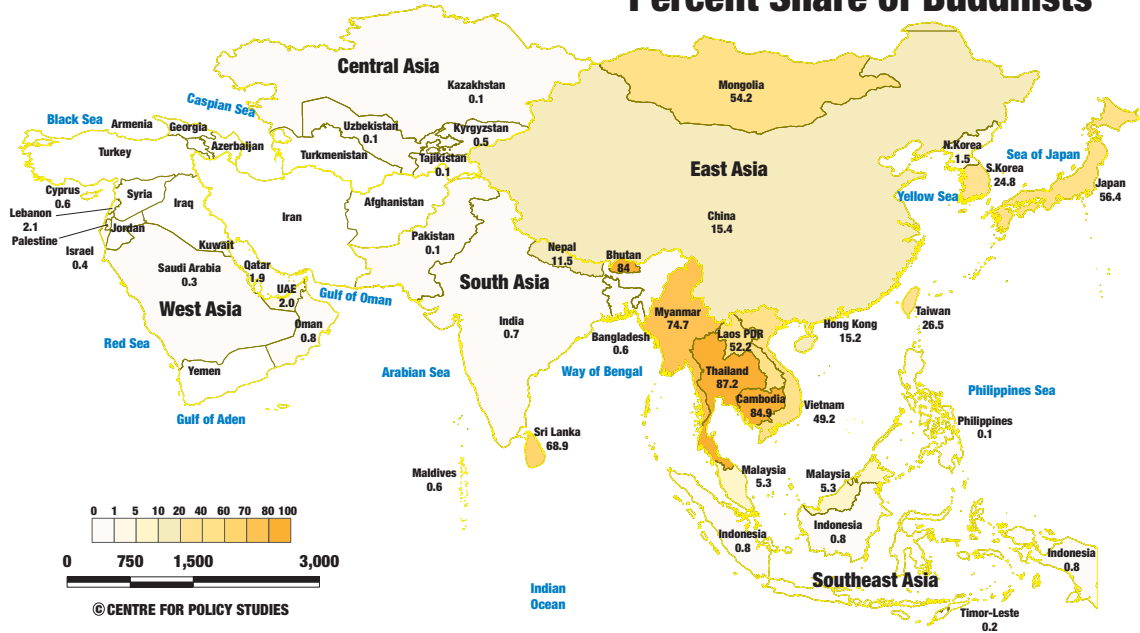 Percent Share of Buddhists
Central Asia
Kazakhstan
0.1
Mongolia
54.2
Caspian Sea
Black Sea
Armenia
Georgia
Azerbaijan
Turkey
Uzbekistan
0.1
Kyrgyzstan
0.5
Turkmenistan
Tajikistan
0.1
East Asia
N.Korea
1.5
Sea of Japan
S.Korea
24.8
Japan
56.4
Yellow Sea
Cyprus
0.6
Syria
Lebanon
2.1
Palestine
Iraq
Jordan
Israel
0.4
Iran
Afghanistan
Kuwait
Pakistan
0.1
China
15.4
Nepal
11.5
Bhutan
84
Saudi Arabia
0.3
Qatar
1.9
UAE
2.0
Gulf of Oman
South Asia
West Asia
Oman
0.8
India
0.7
Bangladesh
0.6
Myanmar
74.7
Laos PDR
52.2
Hong Kong
15.2
Taiwan
26.5
Red Sea
Yemen
Arabian Sea
Way of Bengal
Thailand
87.2
Cambodia
84.9
Vietnam
49.2
Philippines Sea
Philippines
0.1
Gulf of Aden
Sri Lanka
68.9
Maldives
0.6
Malaysia
5.3
Malaysia
5.3
Indonesia
0.8
Indonesia
0.8
Indonesia
0.8
Southeast Asia
Timor-Leste
0.2
Indian
Ocean
0 1 5 10 20 40 60 70 80 100
0 750 1,500 3,000
© CENTRE FOR POLICY STUDIES